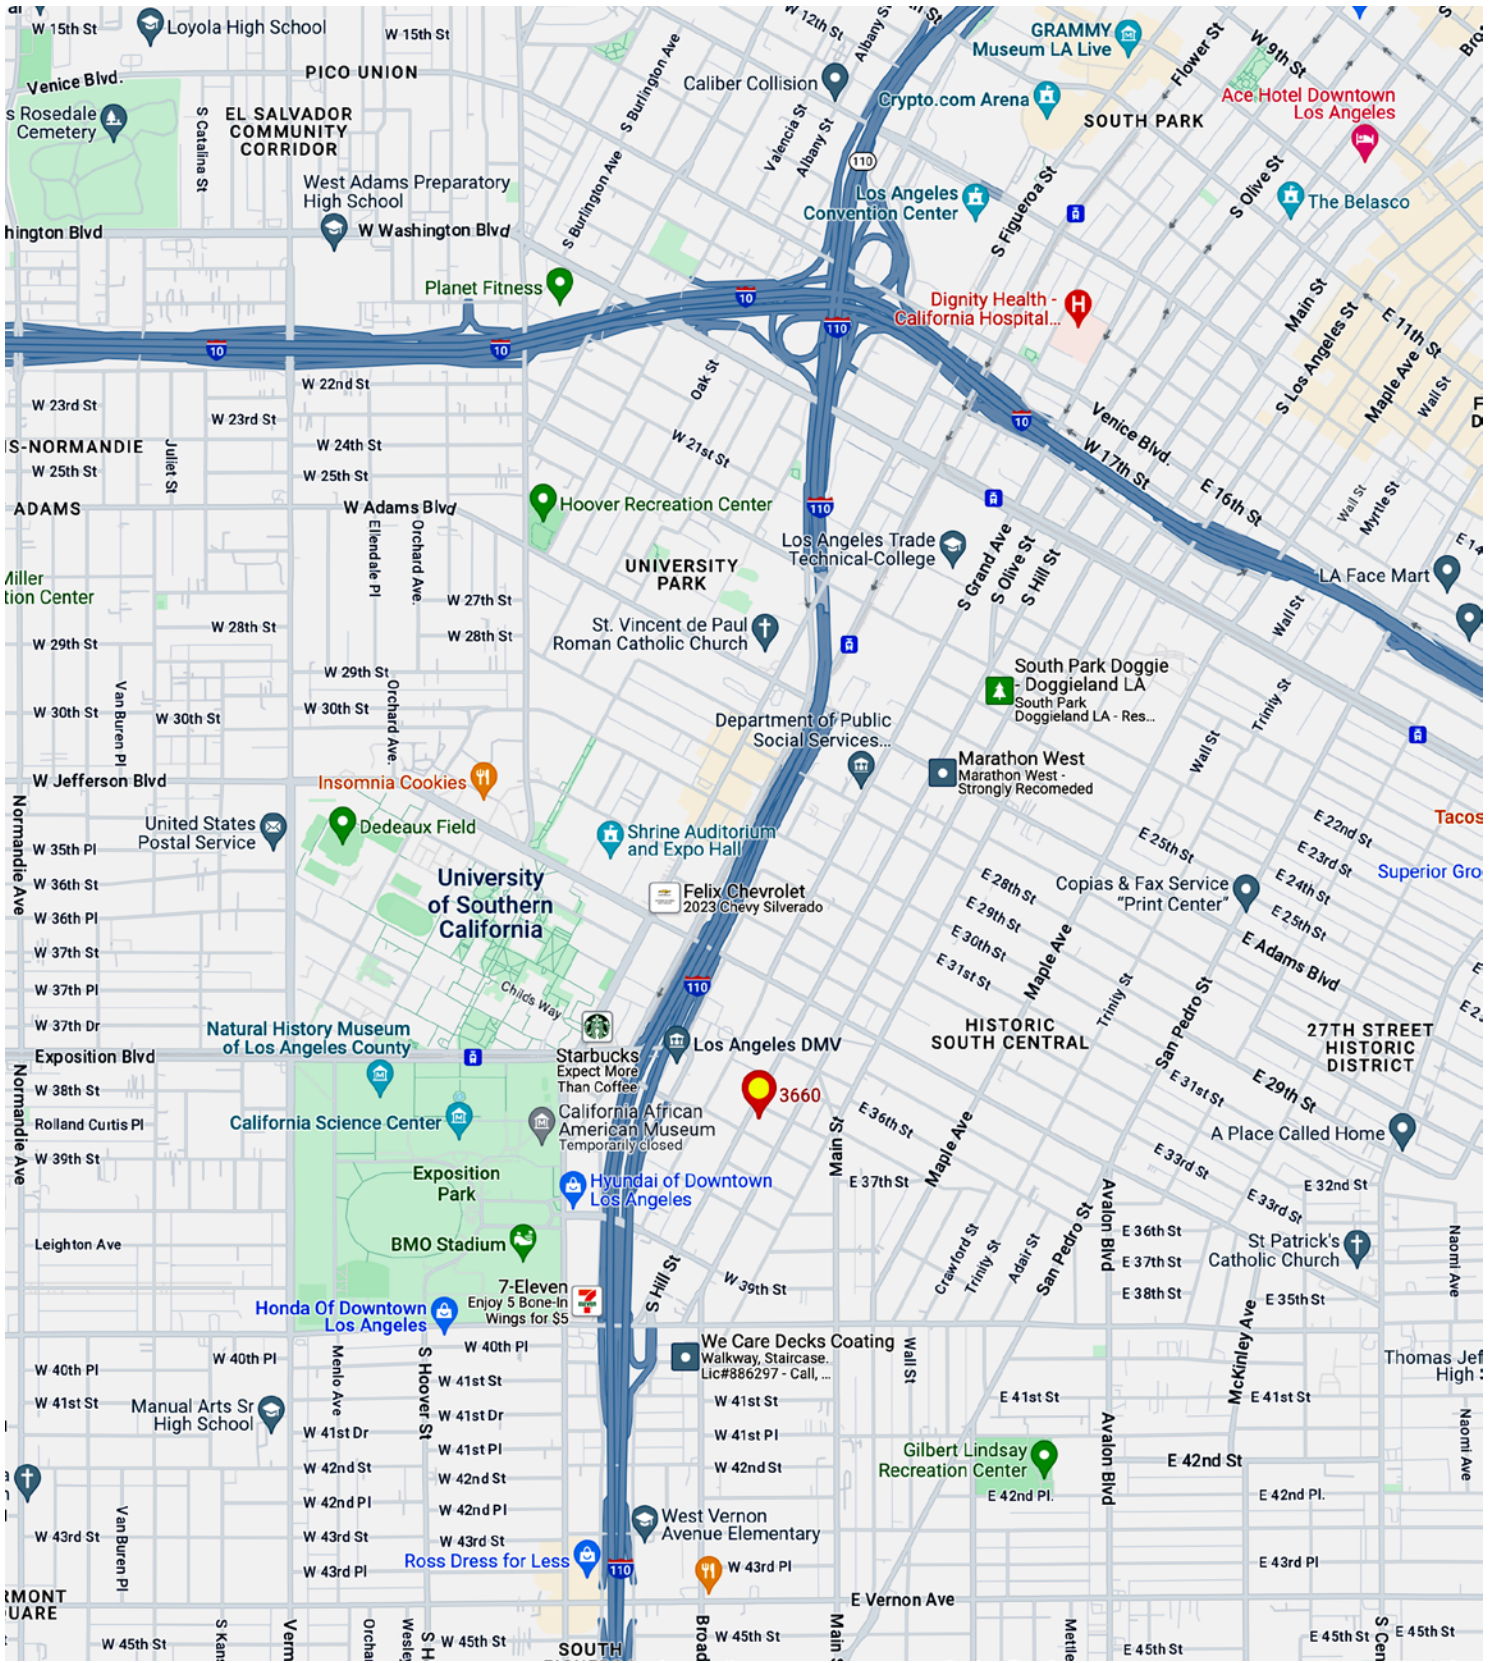 W 15th St
Loyola High School
W 15th St
W 12th St
Albany St
GRAMMY
Museum LA Live
Flower St
W 9th St
Venice Blvd.
PICO UNION
S Burlington Ave
Caliber Collision
Crypto.com Arena
Ace Hotel Downtown
Los Angeles
s Rosedale
Cemetery
S Catalina St
EL SALVADOR
COMMUNITY
CORRIDOR
Valencia St
Albany St
SOUTH PARK
110
West Adams Preparatory
High School
S Burlington Ave
Los Angeles
Convention Center
S Figueroa St
S Olive St
The Belasco
hington Blvd
W Washington Blvd
Planet Fitness
10
110
Dignity Health -
California Hospital...
H
Main St
S Los Angeles St
E 11th St
Maple Ave
Wall St
10
10
W 22nd St
Oak St
W 23rd St
W 23rd St
10
Venice Blvd.
W 17th St
IS-NORMANDIE
Juliet St
W 24th St
W 21st St
W 25th St
W 25th St
E 16th St
Wall St
Myrtle St
ADAMS
W Adams Blvd
Hoover Recreation Center
110
Ellendale Pl
Orchard Ave.
Los Angeles Trade
Technical-College
S Grand Ave
S Olive St
S Hill St
E 14
LA Face Mart
Miller
tion Center
UNIVERSITY
PARK
W 27th St
W 28th St
W 28th St
Wall St
W 29th St
St. Vincent de Paul
Roman Catholic Church
W 29th St
South Park Doggie
- Doggieland LA
South Park
Doggieland LA - Res...
Van Buren Pl
Orchard Ave.
Trinity St
W 30th St
W 30th St
W 30th St
Department of Public
Social Services...
Wall St
Marathon West
Marathon West -
Strongly Recomeded
W Jefferson Blvd
Insomnia Cookies
Normandie Ave
United States
Postal Service
Dedeaux Field
Shrine Auditorium
and Expo Hall
E 22nd St
E 25th St
E 23rd St
Tacos
W 35th Pl
W 36th St
University
of Southern
California
Felix Chevrolet
2023 Chevy Silverado
E 28th St
Copias & Fax Service
"Print Center"
E 24th St
Superior Gro
W 36th Pl
E 29th St
E 25th St
W 37th St
E 30th St
Maple Ave
E Adams Blvd
E 31st St
W 37th Pl
Childs Way
110
Trinity St
San Pedro St
W 37th Dr
Natural History Museum
of Los Angeles County
HISTORIC
SOUTH CENTRAL
27TH STREET
HISTORIC
DISTRICT
Exposition Blvd
Starbucks
Expect More
Than Coffee
Los Angeles DMV
Normandie Ave
W 38th St
3660
E 31st St
E 29th St
Rolland Curtis Pl
California Science Center
California African
American Museum
Temporarily closed
E 36th St
Maple Ave
A Place Called Home
W 39th St
Exposition
Park
Hyundai of Downtown
Los Angeles
Main St
E 37th St
E 33rd St
E 32nd St
E 33rd St
Avalon Blvd
Leighton Ave
BMO Stadium
Crawford St
Trinity St
Adair St
San Pedro St
E 36th St
E 37th St
St Patrick's
Catholic Church
Naomi Ave
7-Eleven
Enjoy 5 Bone-In
Wings for $5
S Hill St
W 39th St
E 38th St
E 35th St
Honda Of Downtown
Los Angeles
W 40th Pl
W 40th Pl
W 40th Pl
Menlo Ave
S Hoover St
We Care Decks Coating
Walkway, Staircase.
Lic#886297 - Call, ...
Wall St
McKinley Ave
Thomas Jef
High S
W 41st St
W 41st St
W 41st St
E 41st St
E 41st St
Manual Arts Sr
High School
W 41st Dr
W 41st Dr
W 41st Pl
W 41st Pl
Gilbert Lindsay
Recreation Center
Avalon Blvd
Naomi Ave
W 42nd St
W 42nd St
W 42nd St
E 42nd St
W 42nd Pl
W 42nd Pl
E 42nd Pl.
E 42nd Pl.
Van Buren Pl
W 43rd St
W 43rd St
West Vernon
Avenue Elementary
Ross Dress for Less
110
W 43rd Pl
W 43rd Pl
E 43rd Pl
RMONT
UARE
E Vernon Ave
S Kans
Verm
Orcha
Wesle
S H
W 45th St
W 45th St
SOUTH
Broad
W 45th St
Main S
Mettle
E 45th St
E 45th St
S Cen
E 45th St